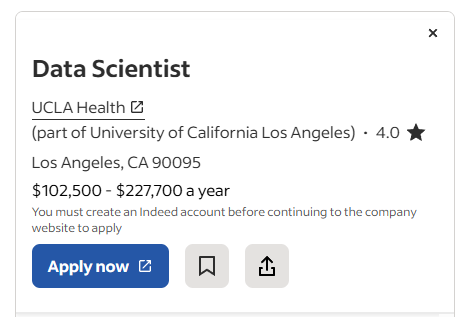 Data Scientist
UCLA Health
(part of University of California Los Angeles) • 4.0 ★
Los Angeles, CA 90095
$102,500 - $227,700 a year
You must create an Indeed account before continuing to the company
website to apply
Apply now